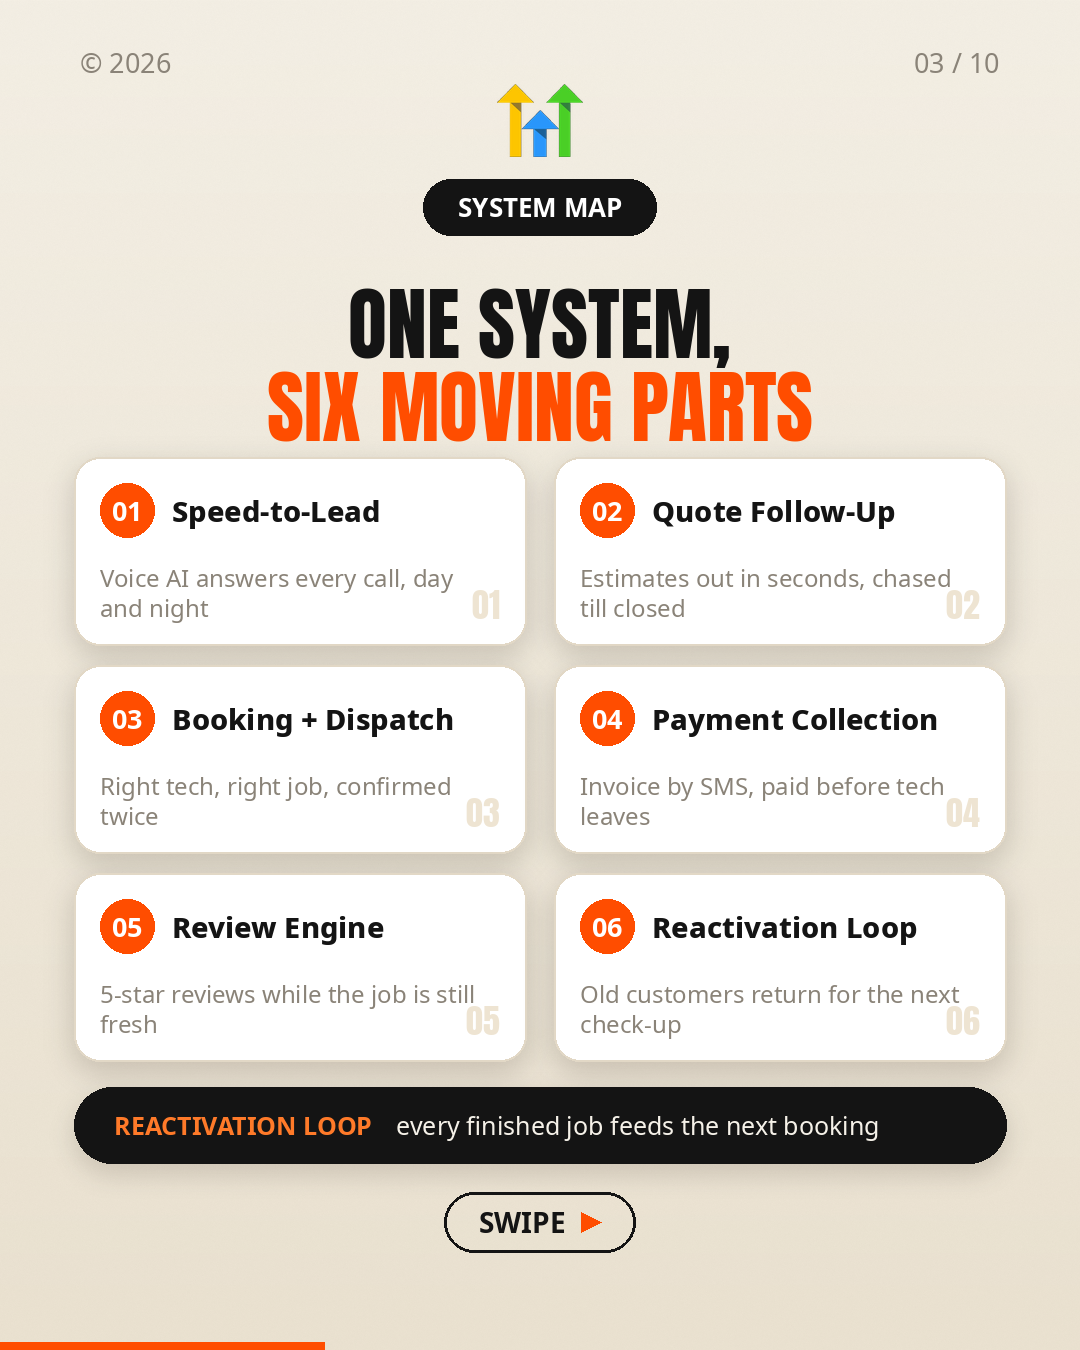 © 2026
03 / 10
SYSTEM MAP
ONE SYSTEM,
SIX MOVING PARTS
01 Speed-to-Lead
Voice AI answers every call, day
and night
01
02 Quote Follow-Up
Estimates out in seconds, chased
till closed
02
03 Booking + Dispatch
Right tech, right job, confirmed
twice
03
04 Payment Collection
Invoice by SMS, paid before tech
leaves
04
05 Review Engine
5-star reviews while the job is still
fresh
05
06 Reactivation Loop
Old customers return for the next
check-up
06
REACTIVATION LOOP every finished job feeds the next booking
SWIPE ▶